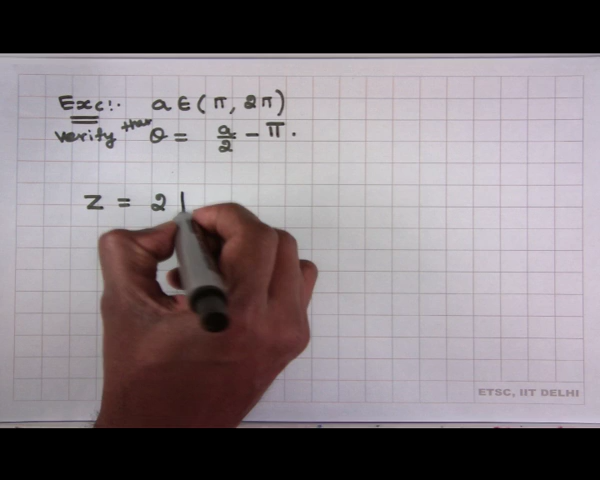 Exc:. a ∈ (π, 2π)
verify that θ = a/2 - π.
z = 2 |
ETSC, IIT DELHI